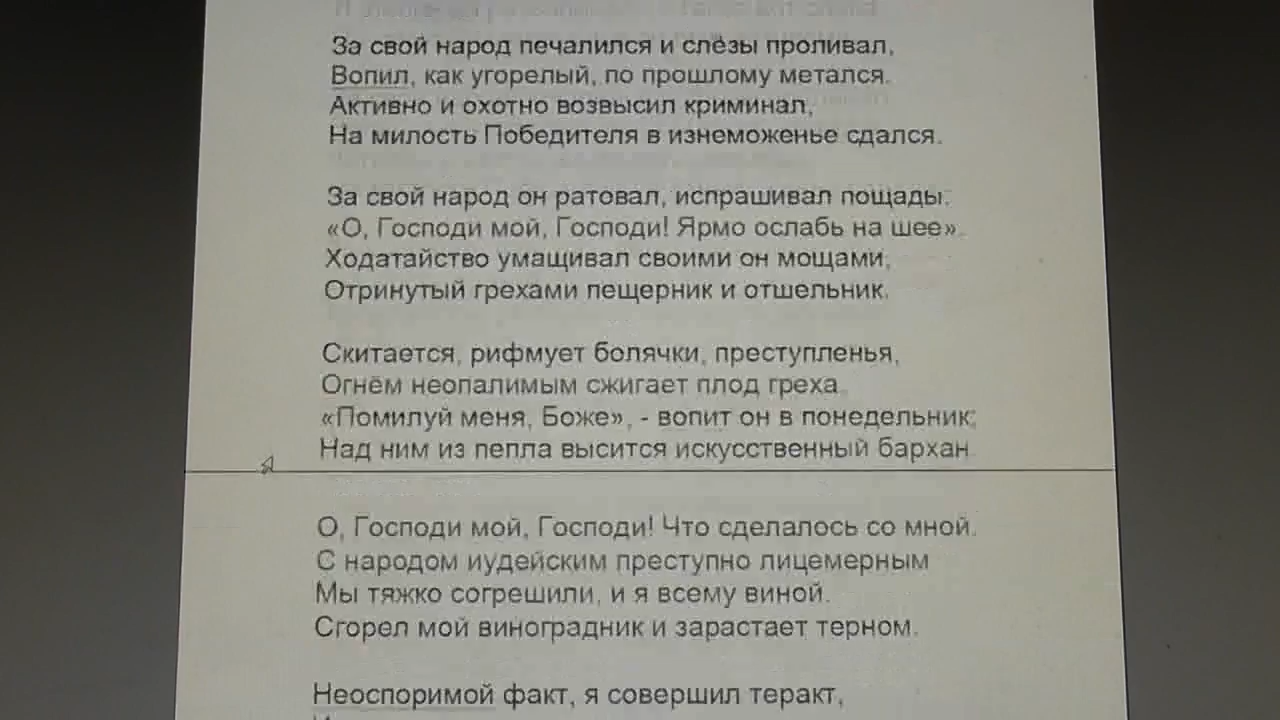 За свой народ печалился и слёзы проливал,
Вопил, как угорелый, по прошлому метался.
Активно и охотно возвысил криминал,
На милость Победителя в изнеможенье сдался.
За свой народ он ратовал, испрашивал пощады:
«О, Господи мой, Господи! Ярмо ослабь на шее».
Ходатайство умащивал своими он мощами,
Отринутый грехами пещерник и отшельник.
Скитается, рифмует болячки, преступленья,
Огнём неопалимым сжигает плод греха.
«Помилуй меня, Боже», - вопит он в понедельник;
Над ним из пепла высится искусственный бархан.
О, Господи мой, Господи! Что сделалось со мной.
С народом иудейским преступно лицемерным
Мы тяжко согрешили, и я всему виной.
Сгорел мой виноградник и зарастает терном.
Неоспоримой факт, я совершил теракт,